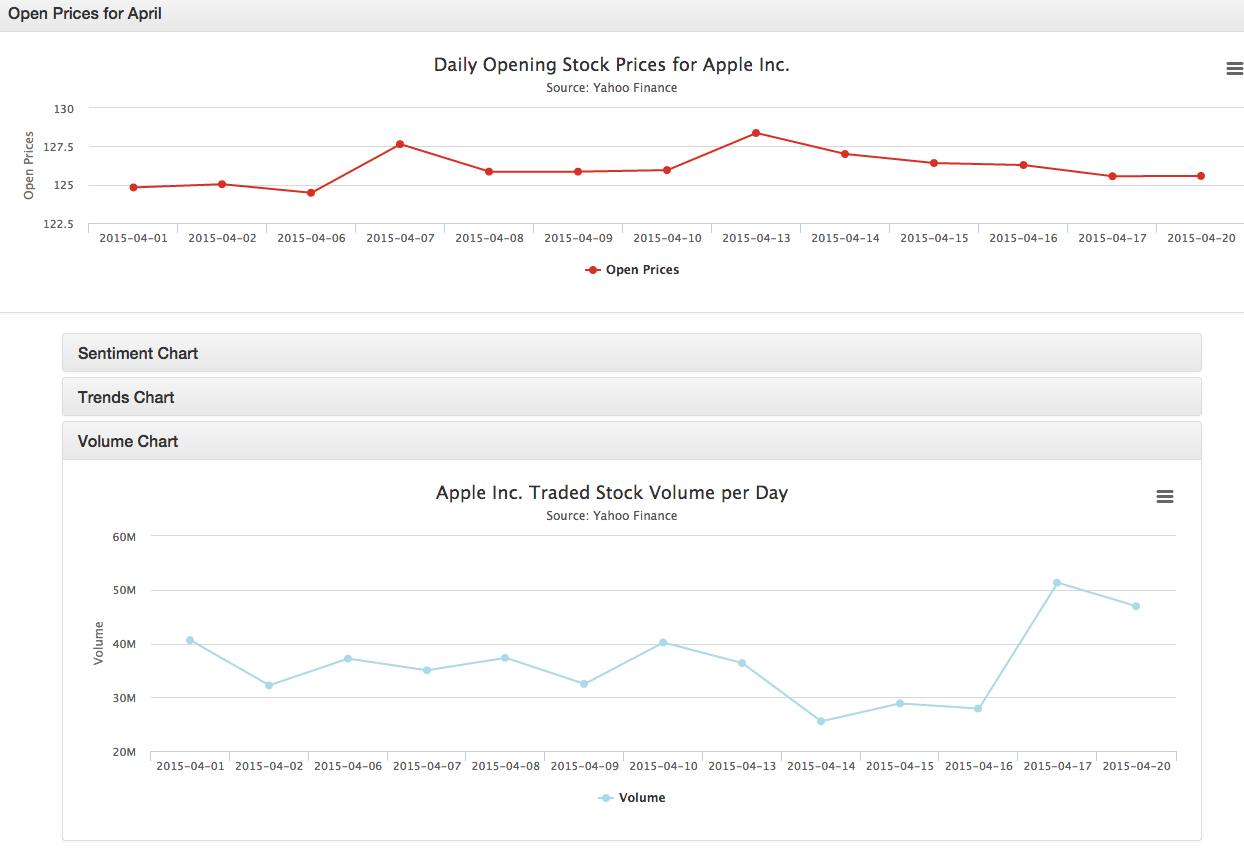 Open Prices for April
Daily Opening Stock Prices for Apple Inc.
Source: Yahoo Finance
Open Prices
130
127.5
125
122.5
2015-04-01 2015-04-02 2015-04-06 2015-04-07 2015-04-08 2015-04-09 2015-04-10 2015-04-13 2015-04-14 2015-04-15 2015-04-16 2015-04-17 2015-04-20
Open Prices
Sentiment Chart
Trends Chart
Volume Chart
Apple Inc. Traded Stock Volume per Day
Source: Yahoo Finance
Volume
60M
50M
40M
30M
20M
2015-04-01 2015-04-02 2015-04-06 2015-04-07 2015-04-08 2015-04-09 2015-04-10 2015-04-13 2015-04-14 2015-04-15 2015-04-16 2015-04-17 2015-04-20
Volume